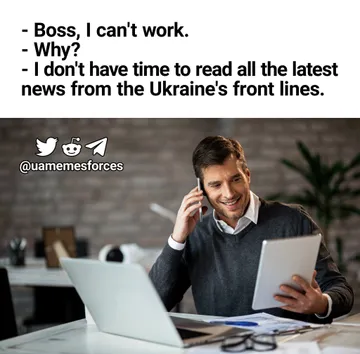 - Boss, I can't work.
- Why?
- I don't have time to read all the latest
news from the Ukraine's front lines.
@uamemesforces